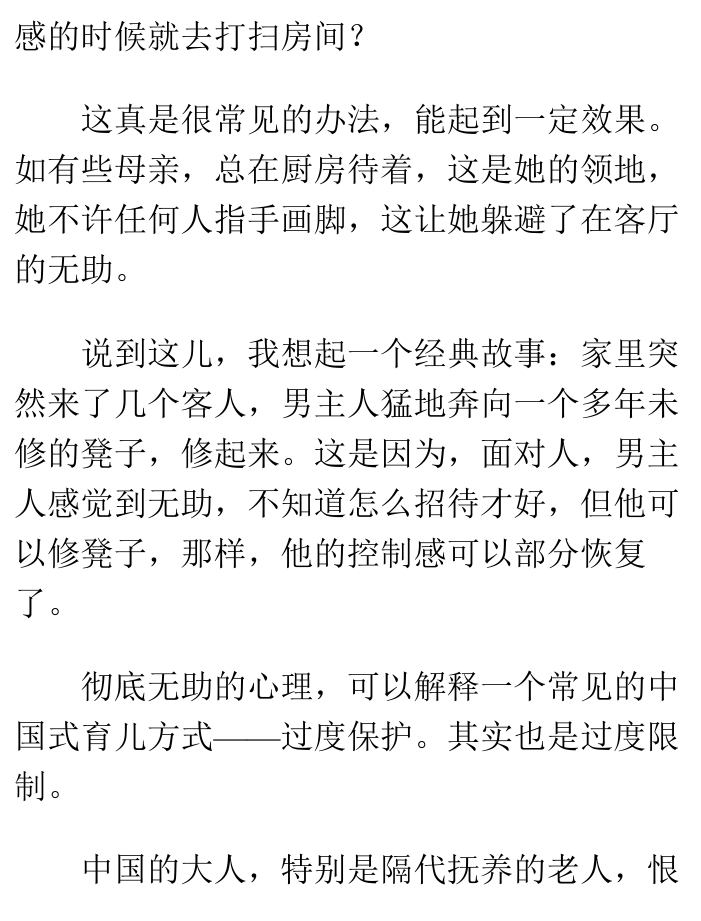 感的时候就去打扫房间？
这真是很常见的办法，能起到一定效果。
如有些母亲，总在厨房待着，这是她的领地，
她不许任何人指手画脚，这让她躲避了在客厅
的无助。
说到这儿，我想起一个经典故事：家里突
然来了几个客人，男主人猛地奔向一个多年未
修的凳子，修起来。这是因为，面对人，男主
人感觉到无助，不知道怎么招待才好，但他可
以修凳子，那样，他的控制感可以部分恢复
了。
彻底无助的心理，可以解释一个常见的中
国式育儿方式——过度保护。其实也是过度限
制。
中国的大人，特别是隔代抚养的老人，恨